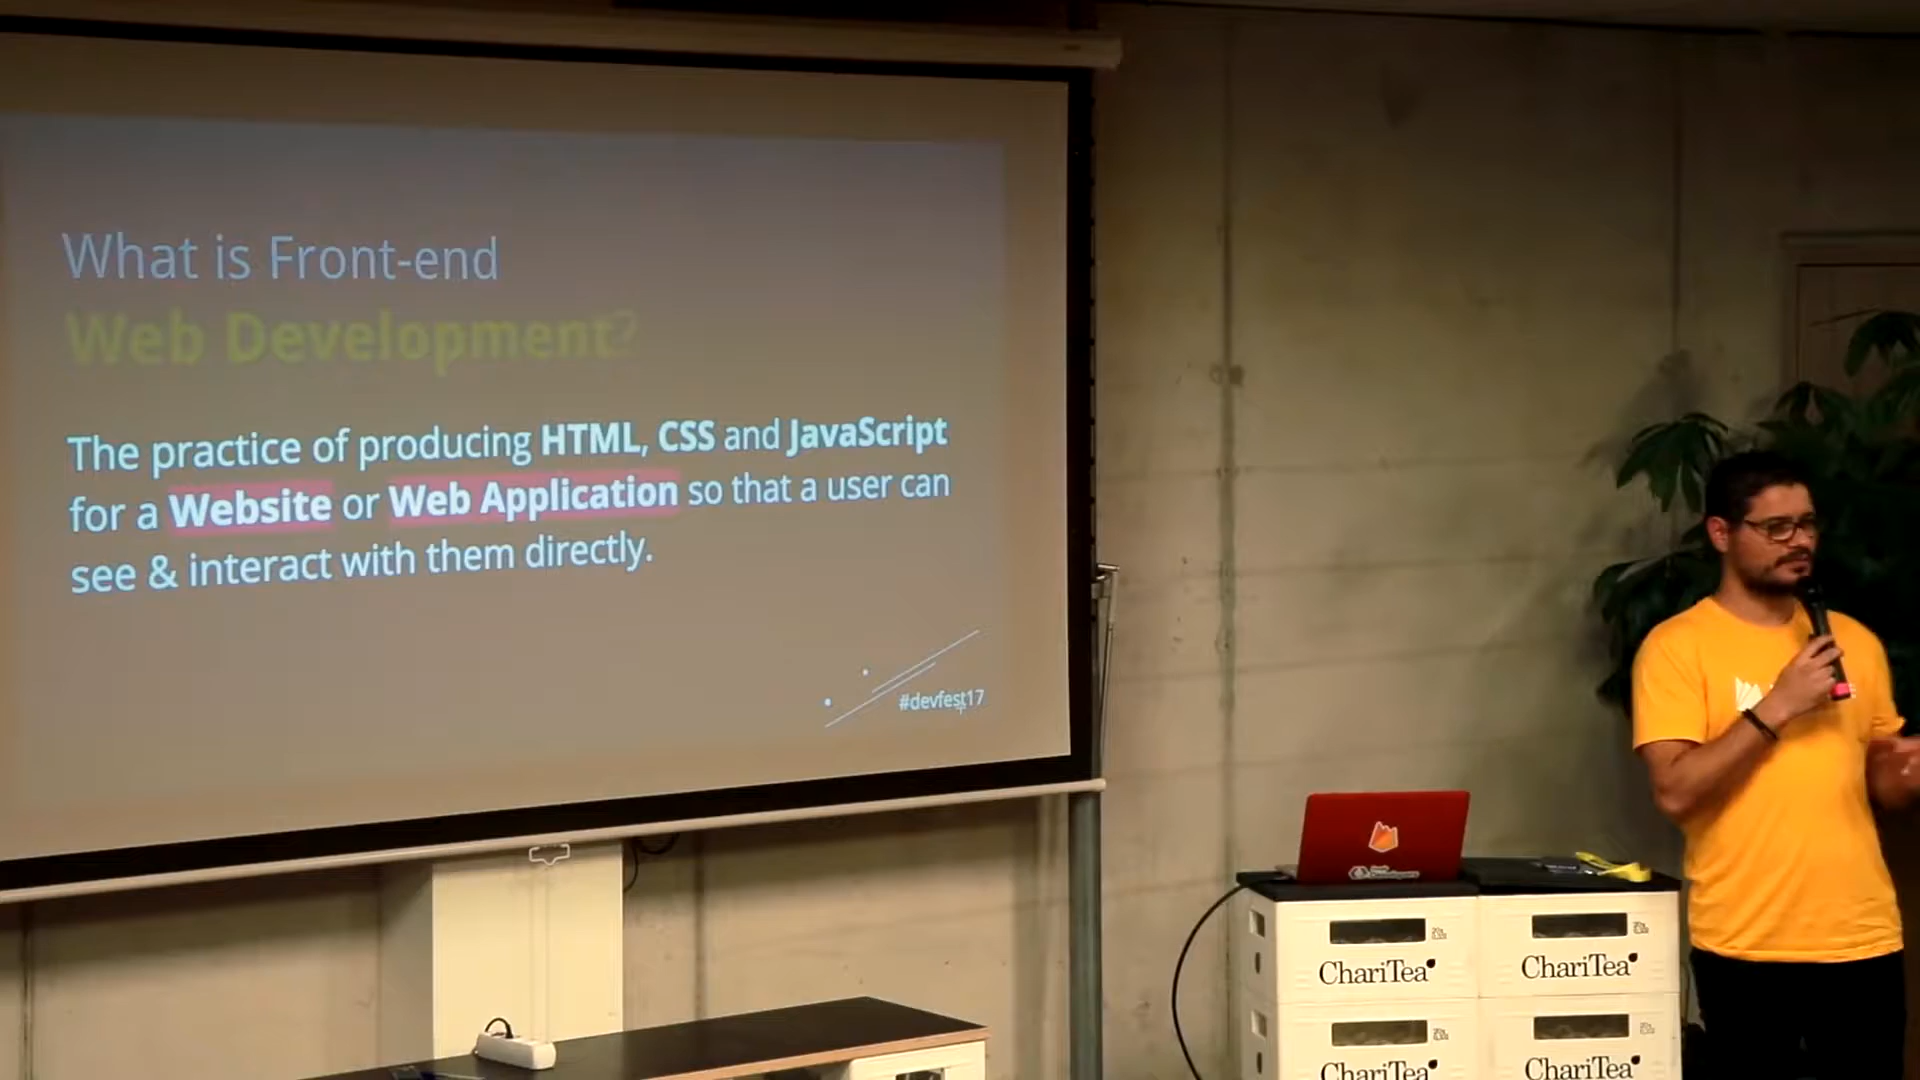 What is Front-end
Web Development?
The practice of producing HTML, CSS and JavaScript
for a Website or Web Application so that a user can
see & interact with them directly.
#devfest17
ChariTea
ChariTea
ChariTea
ChariTea